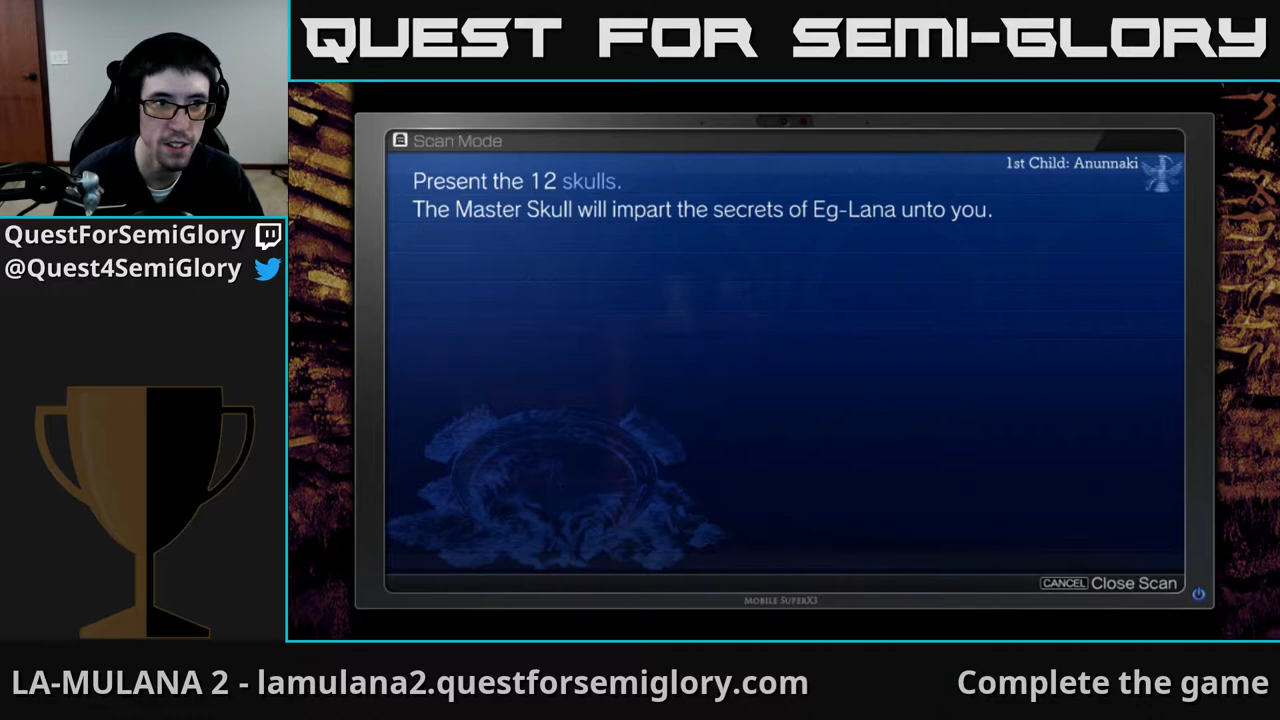 QUEST FOR SEMI-GLORY
Scan Mode
1st Child: Anunnaki
Present the 12 skulls.
The Master Skull will impart the secrets of Eg-Lana unto you.
QuestForSemiGlory
@Quest4SemiGlory
CANCEL Close Scan
MOBILE SUPERX3
LA-MULANA 2 - lamulana2.questforsemiglory.com
Complete the game